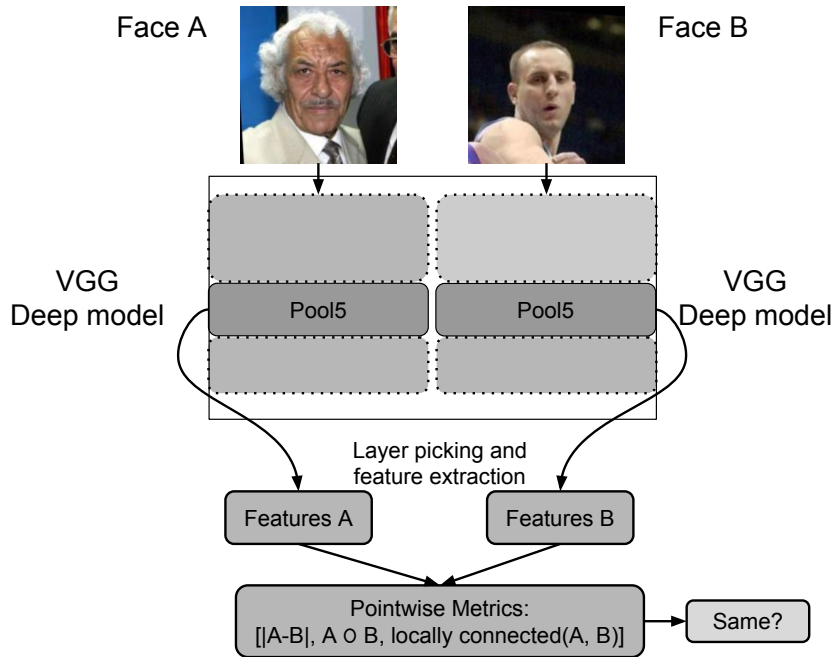 Face A
Face B
VGG
Deep model
VGG
Deep model
Pool5
Pool5
Layer picking and
feature extraction
Features A
Features B
Pointwise Metrics:
[|A-B|, A O B, locally connected(A, B)]
Same?